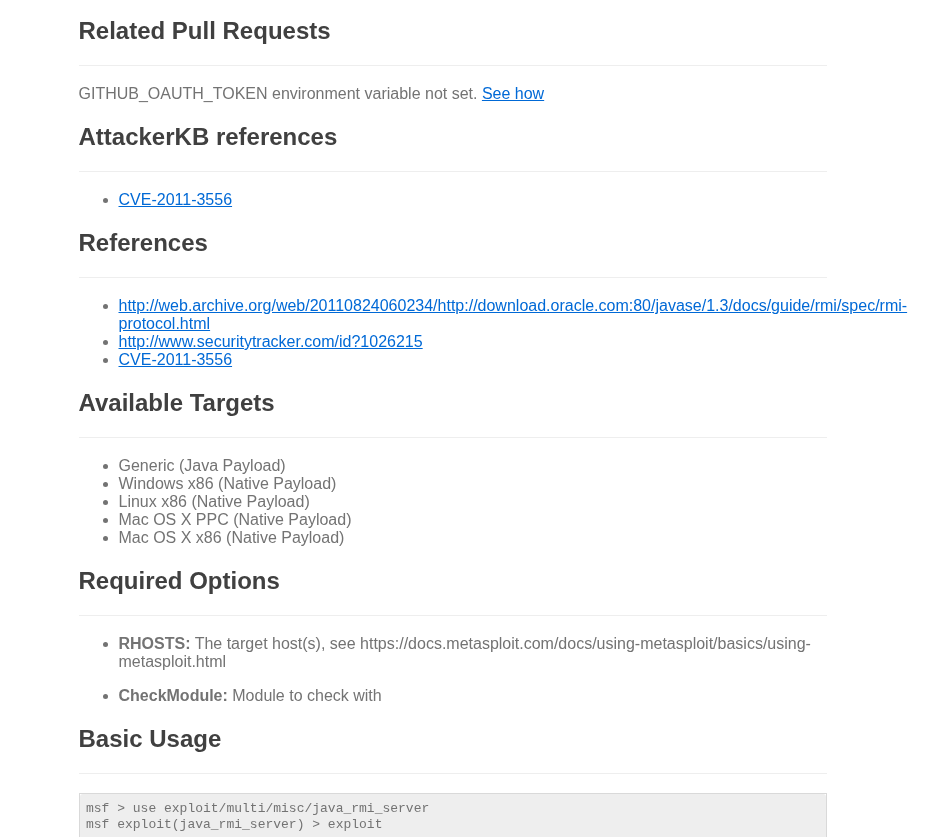 Related Pull Requests
GITHUB_OAUTH_TOKEN environment variable not set. See how
AttackerKB references
CVE-2011-3556
References
http://web.archive.org/web/20110824060234/http://download.oracle.com:80/javase/1.3/docs/guide/rmi/spec/rmi-
protocol.html
http://www.securitytracker.com/id?1026215
CVE-2011-3556
Available Targets
Generic (Java Payload)
Windows x86 (Native Payload)
Linux x86 (Native Payload)
Mac OS X PPC (Native Payload)
Mac OS X x86 (Native Payload)
Required Options
RHOSTS: The target host(s), see https://docs.metasploit.com/docs/using-metasploit/basics/using-
metasploit.html
CheckModule: Module to check with
Basic Usage
msf > use exploit/multi/misc/java_rmi_server
msf exploit(java_rmi_server) > exploit